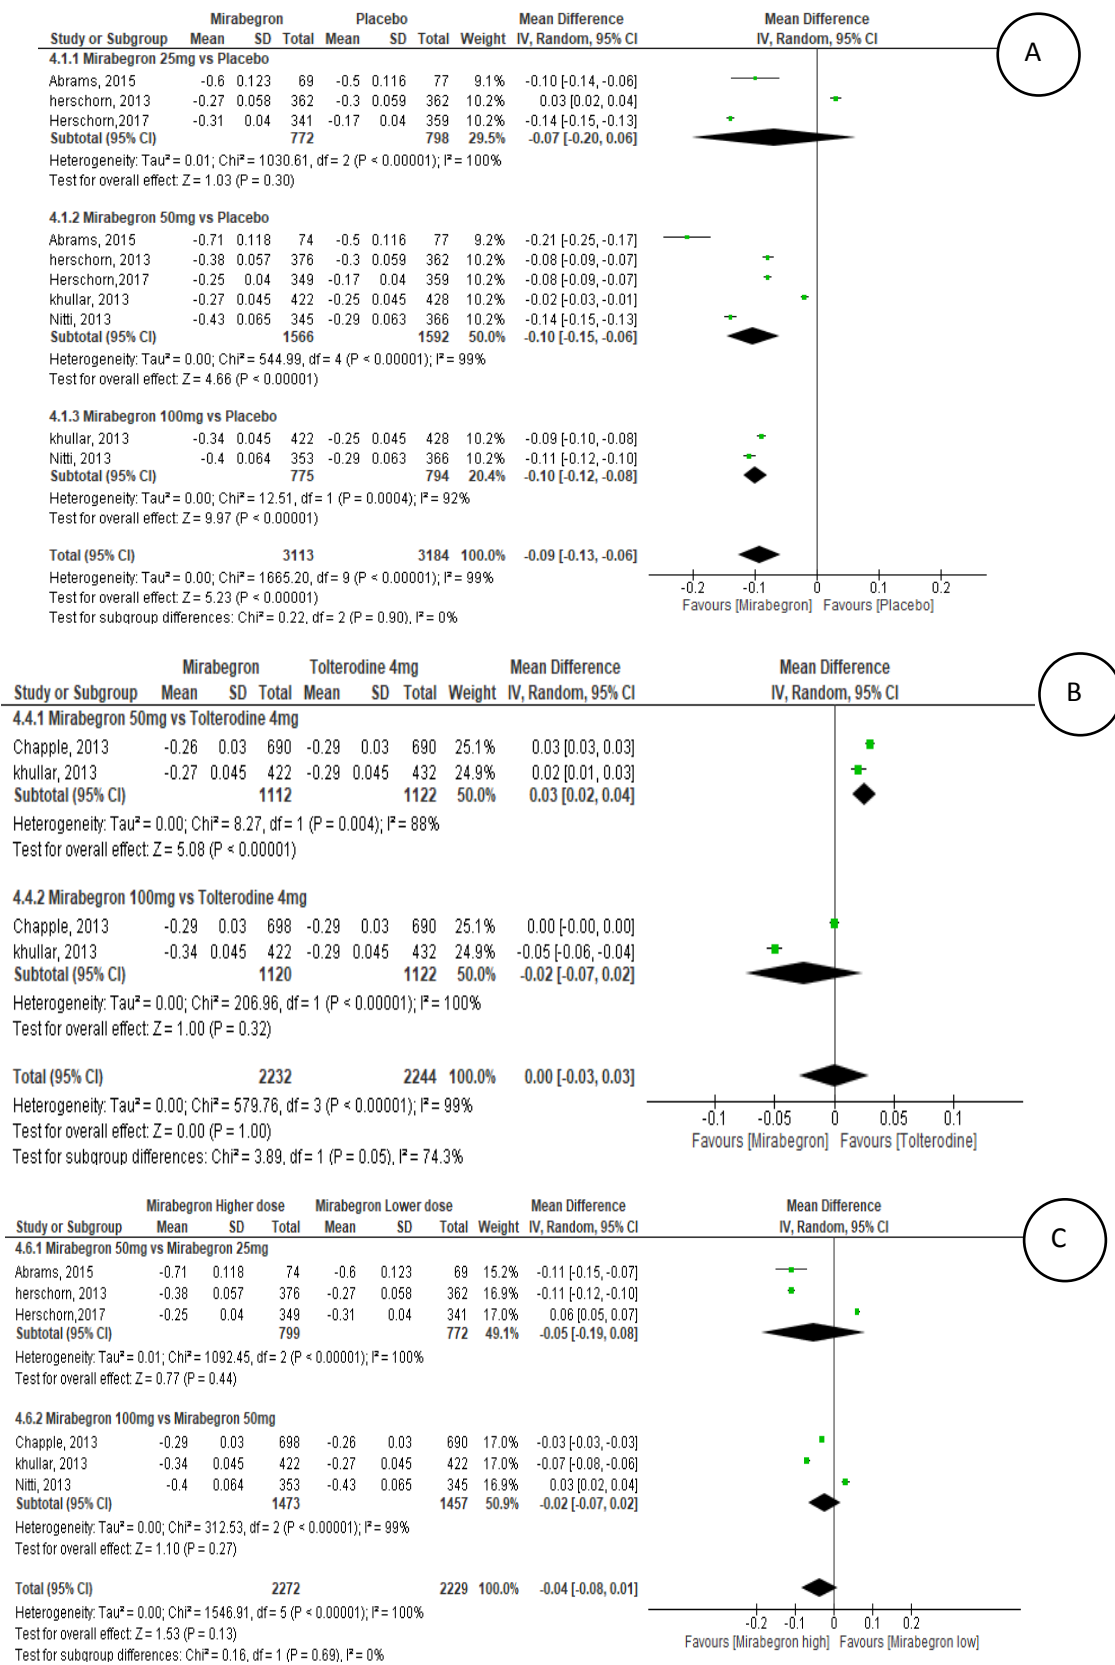 Mirabegron Placebo Mean Difference Mean Difference
Study or Subgroup Mean SD Total Mean SD Total Weight IV, Random, 95% CI IV, Random, 95% CI
A
4.1.1 Mirabegron 25mg vs Placebo
Abrams, 2015 -0.6 0.123 69 -0.5 0.116 77 9.1% -0.10 [-0.14, -0.06]
herschorn, 2013 -0.27 0.058 362 -0.3 0.059 362 10.2% 0.03 [0.02, 0.04]
Herschorn,2017 -0.31 0.04 341 -0.17 0.04 359 10.2% -0.14 [-0.15, -0.13]
Subtotal (95% CI) 772 798 29.5% -0.07 [-0.20, 0.06]
Heterogeneity: Tau² = 0.01; Chi² = 1030.61, df = 2 (P < 0.00001); I² = 100%
Test for overall effect: Z = 1.03 (P = 0.30)
4.1.2 Mirabegron 50mg vs Placebo
Abrams, 2015 -0.71 0.118 74 -0.5 0.116 77 9.2% -0.21 [-0.25, -0.17]
herschorn, 2013 -0.38 0.057 376 -0.3 0.059 362 10.2% -0.08 [-0.09, -0.07]
Herschorn,2017 -0.25 0.04 349 -0.17 0.04 359 10.2% -0.08 [-0.09, -0.07]
khullar, 2013 -0.27 0.045 422 -0.25 0.045 428 10.2% -0.02 [-0.03, -0.01]
Nitti, 2013 -0.43 0.065 345 -0.29 0.063 366 10.2% -0.14 [-0.15, -0.13]
Subtotal (95% CI) 1566 1592 50.0% -0.10 [-0.15, -0.06]
Heterogeneity: Tau² = 0.00; Chi² = 544.99, df = 4 (P < 0.00001); I² = 99%
Test for overall effect: Z = 4.66 (P < 0.00001)
4.1.3 Mirabegron 100mg vs Placebo
khullar, 2013 -0.34 0.045 422 -0.25 0.045 428 10.2% -0.09 [-0.10, -0.08]
Nitti, 2013 -0.4 0.064 353 -0.29 0.063 366 10.2% -0.11 [-0.12, -0.10]
Subtotal (95% CI) 775 794 20.4% -0.10 [-0.12, -0.08]
Heterogeneity: Tau² = 0.00; Chi² = 12.51, df = 1 (P = 0.0004); I² = 92%
Test for overall effect: Z = 9.97 (P < 0.00001)
Total (95% CI) 3113 3184 100.0% -0.09 [-0.13, -0.06]
Heterogeneity: Tau² = 0.00; Chi² = 1665.20, df = 9 (P < 0.00001); I² = 99%
Test for overall effect: Z = 5.23 (P < 0.00001)
Test for subgroup differences: Chi² = 0.22, df = 2 (P = 0.90), I² = 0%
-0.2 -0.1 0 0.1 0.2
Favours [Mirabegron] Favours [Placebo]
Mirabegron Tolterodine 4mg Mean Difference Mean Difference
Study or Subgroup Mean SD Total Mean SD Total Weight IV, Random, 95% CI IV, Random, 95% CI
B
4.4.1 Mirabegron 50mg vs Tolterodine 4mg
Chapple, 2013 -0.26 0.03 690 -0.29 0.03 690 25.1% 0.03 [0.03, 0.03]
khullar, 2013 -0.27 0.045 422 -0.29 0.045 432 24.9% 0.02 [0.01, 0.03]
Subtotal (95% CI) 1112 1122 50.0% 0.03 [0.02, 0.04]
Heterogeneity: Tau² = 0.00; Chi² = 8.27, df = 1 (P = 0.004); I² = 88%
Test for overall effect: Z = 5.08 (P < 0.00001)
4.4.2 Mirabegron 100mg vs Tolterodine 4mg
Chapple, 2013 -0.29 0.03 698 -0.29 0.03 690 25.1% 0.00 [-0.00, 0.00]
khullar, 2013 -0.34 0.045 422 -0.29 0.045 432 24.9% -0.05 [-0.06, -0.04]
Subtotal (95% CI) 1120 1122 50.0% -0.02 [-0.07, 0.02]
Heterogeneity: Tau² = 0.00; Chi² = 206.96, df = 1 (P < 0.00001); I² = 100%
Test for overall effect: Z = 1.00 (P = 0.32)
Total (95% CI) 2232 2244 100.0% 0.00 [-0.03, 0.03]
Heterogeneity: Tau² = 0.00; Chi² = 579.76, df = 3 (P < 0.00001); I² = 99%
Test for overall effect: Z = 0.00 (P = 1.00)
Test for subgroup differences: Chi² = 3.89, df = 1 (P = 0.05), I² = 74.3%
-0.1 -0.05 0 0.05 0.1
Favours [Mirabegron] Favours [Tolterodine]
Mirabegron Higher dose Mirabegron Lower dose Mean Difference Mean Difference
Study or Subgroup Mean SD Total Mean SD Total Weight IV, Random, 95% CI IV, Random, 95% CI
C
4.6.1 Mirabegron 50mg vs Mirabegron 25mg
Abrams, 2015 -0.71 0.118 74 -0.6 0.123 69 15.2% -0.11 [-0.15, -0.07]
herschorn, 2013 -0.38 0.057 376 -0.27 0.058 362 16.9% -0.11 [-0.12, -0.10]
Herschorn,2017 -0.25 0.04 349 -0.31 0.04 341 17.0% 0.06 [0.05, 0.07]
Subtotal (95% CI) 799 772 49.1% -0.05 [-0.19, 0.08]
Heterogeneity: Tau² = 0.01; Chi² = 1092.45, df = 2 (P < 0.00001); I² = 100%
Test for overall effect: Z = 0.77 (P = 0.44)
4.6.2 Mirabegron 100mg vs Mirabegron 50mg
Chapple, 2013 -0.29 0.03 698 -0.26 0.03 690 17.0% -0.03 [-0.03, -0.03]
khullar, 2013 -0.34 0.045 422 -0.27 0.045 422 17.0% -0.07 [-0.08, -0.06]
Nitti, 2013 -0.4 0.064 353 -0.43 0.065 345 16.9% 0.03 [0.02, 0.04]
Subtotal (95% CI) 1473 1457 50.9% -0.02 [-0.07, 0.02]
Heterogeneity: Tau² = 0.00; Chi² = 312.53, df = 2 (P < 0.00001); I² = 99%
Test for overall effect: Z = 1.10 (P = 0.27)
Total (95% CI) 2272 2229 100.0% -0.04 [-0.08, 0.01]
Heterogeneity: Tau² = 0.00; Chi² = 1546.91, df = 5 (P < 0.00001); I² = 100%
Test for overall effect: Z = 1.53 (P = 0.13)
Test for subgroup differences: Chi² = 0.16, df = 1 (P = 0.69), I² = 0%
-0.2 -0.1 0 0.1 0.2
Favours [Mirabegron high] Favours [Mirabegron low]